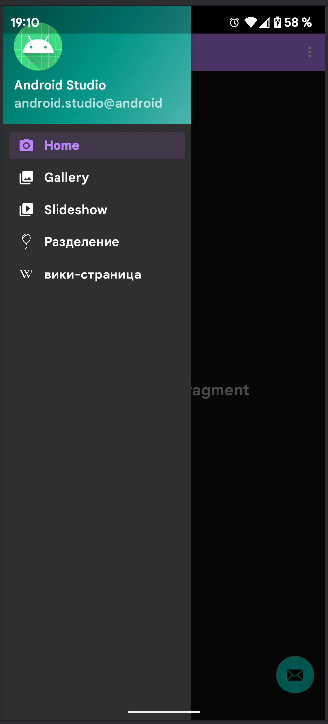 19:10
58 %
Android Studio
android.studio@android
Home
Gallery
Slideshow
Разделение
W вики-страница
ragment